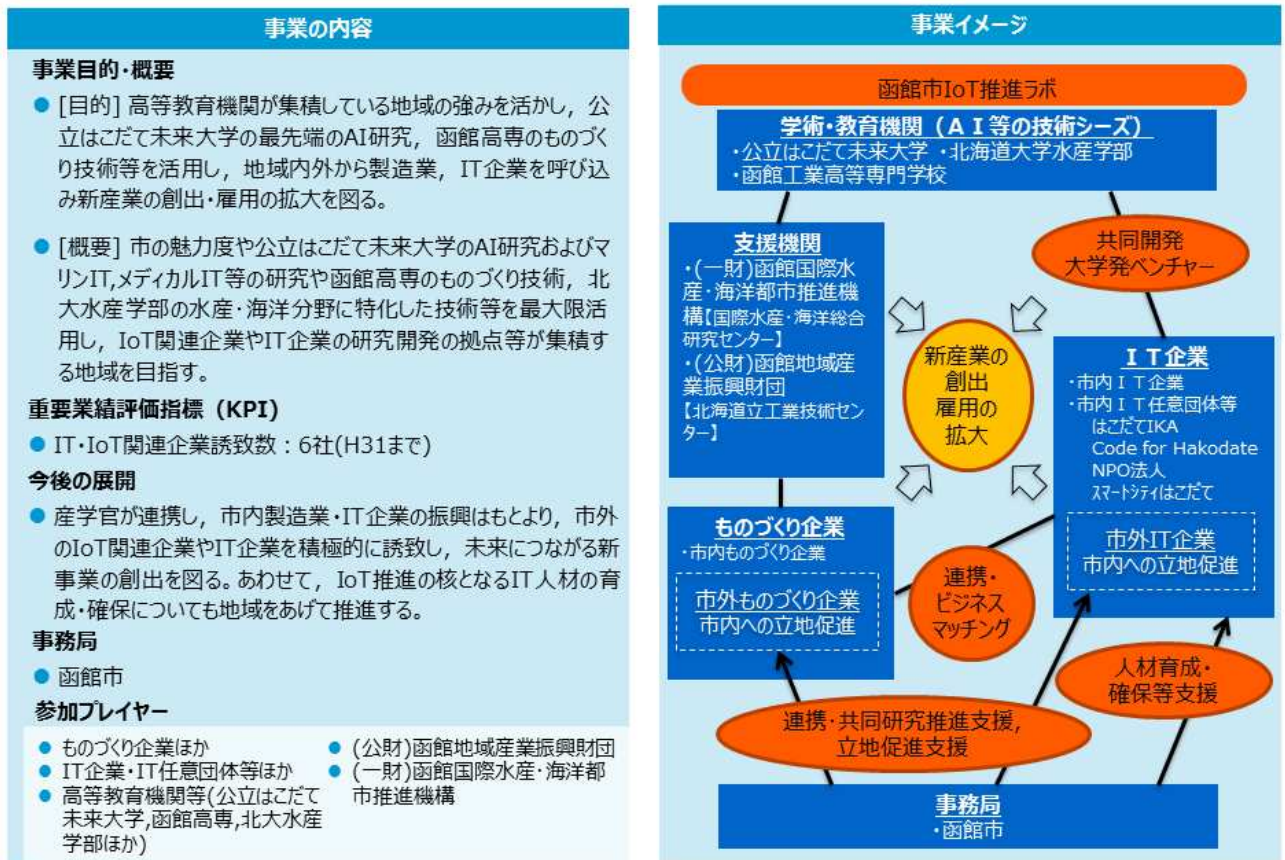 事業の内容
事業目的・概要
● [目的] 高等教育機関が集積している地域の強みを活かし，公
立はこだて未来大学の最先端のAI研究，函館高専のものづく
り技術等を活用し，地域内外から製造業，IT企業を呼び込
み新産業の創出・雇用の拡大を図る。
● [概要] 市の魅力度や公立はこだて未来大学のAI研究およびマ
リンIT,メディカルIT等の研究や函館高専のものづくり技術，北
大水産学部の水産・海洋分野に特化した技術等を最大限活
用し，IoT関連企業やIT企業の研究開発の拠点等が集積す
る地域を目指す。
重要業績評価指標（KPI）
● IT・IoT関連企業誘致数：6社(H31まで)
今後の展開
● 産学官が連携し，市内製造業・IT企業の振興はもとより，市外
のIoT関連企業やIT企業を積極的に誘致し，未来につながる新
事業の創出を図る。あわせて，IoT推進の核となるIT人材の育
成・確保についても地域をあげて推進する。
事務局
● 函館市
参加プレイヤー
● ものづくり企業ほか
● IT企業・IT任意団体等ほか
● 高等教育機関等(公立はこだて
未来大学,函館高専,北大水産
学部ほか)
● (公財)函館地域産業振興財団
● (一財)函館国際水産・海洋都
市推進機構
事業イメージ
函館市IoT推進ラボ
学術・教育機関（ＡＩ等の技術シーズ）
・公立はこだて未来大学 ・北海道大学水産学部
・函館工業高等専門学校
支援機関
・(一財)函館国際水
産・海洋都市推進機
構【国際水産・海洋総合
研究センター】
・(公財)函館地域産
業振興財団
【北海道立工業技術セン
ター】
共同開発
大学発ベンチャー
新産業の
創出
雇用の
拡大
ＩＴ企業
・市内ＩＴ企業
・市内ＩＴ任意団体等
はこだてIKA
Code for Hakodate
NPO法人
ｽﾏｰﾄｼﾃｨはこだて
市外IT企業
市内への立地促進
ものづくり企業
・市内ものづくり企業
市外ものづくり企業
市内への立地促進
連携・
ビジネス
マッチング
人材育成・
確保等支援
連携・共同研究推進支援,
立地促進支援
事務局
・函館市